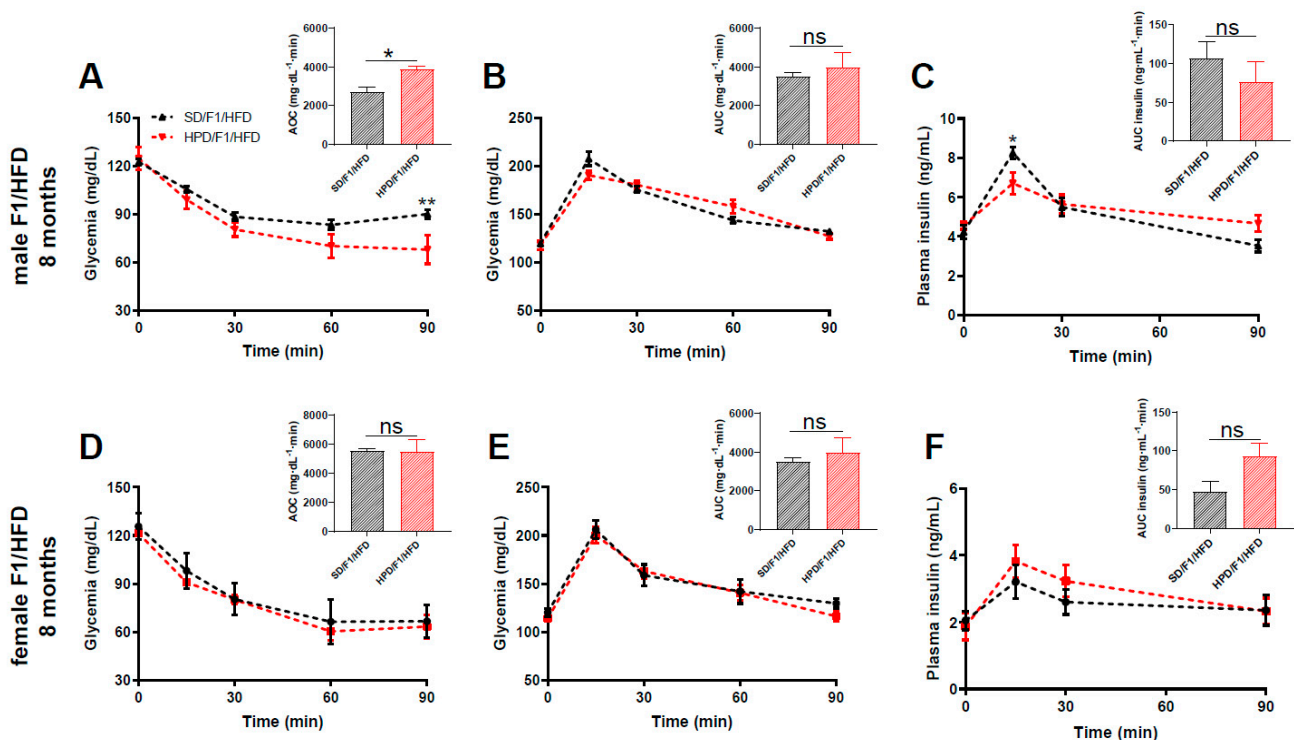 male F1/HFD
8 months
A
SD/F1/HFD
HPD/F1/HFD
Glycemia (mg/dL)
150
120
90
60
30
0 30 60 90
Time (min)
**
AOC (mg·dL⁻¹·min)
6000
4000
2000
0
*
SD/F1/HFD
HPD/F1/HFD
B
Glycemia (mg/dL)
250
200
150
100
50
0 30 60 90
Time (min)
AUC (mg·dL⁻¹·min)
6000
4000
2000
0
ns
SD/F1/HFD
HPD/F1/HFD
C
Plasma insulin (ng/mL)
10
8
6
4
2
0
0 30 60 90
Time (min)
*
AUC insulin (ng·mL⁻¹·min)
150
100
50
0
ns
SD/F1/HFD
HPD/F1/HFD
female F1/HFD
8 months
D
Glycemia (mg/dL)
150
120
90
60
30
0 30 60 90
Time (min)
AOC (mg·dL⁻¹·min)
8000
6000
4000
2000
0
ns
SD/F1/HFD
HPD/F1/HFD
E
Glycemia (mg/dL)
250
200
150
100
50
0 30 60 90
Time (min)
AUC (mg·dL⁻¹·min)
6000
4000
2000
0
ns
SD/F1/HFD
HPD/F1/HFD
F
Plasma insulin (ng/mL)
6
4
2
0
0 30 60 90
Time (min)
AUC insulin (ng·mL⁻¹·min)
150
100
50
0
ns
SD/F1/HFD
HPD/F1/HFD